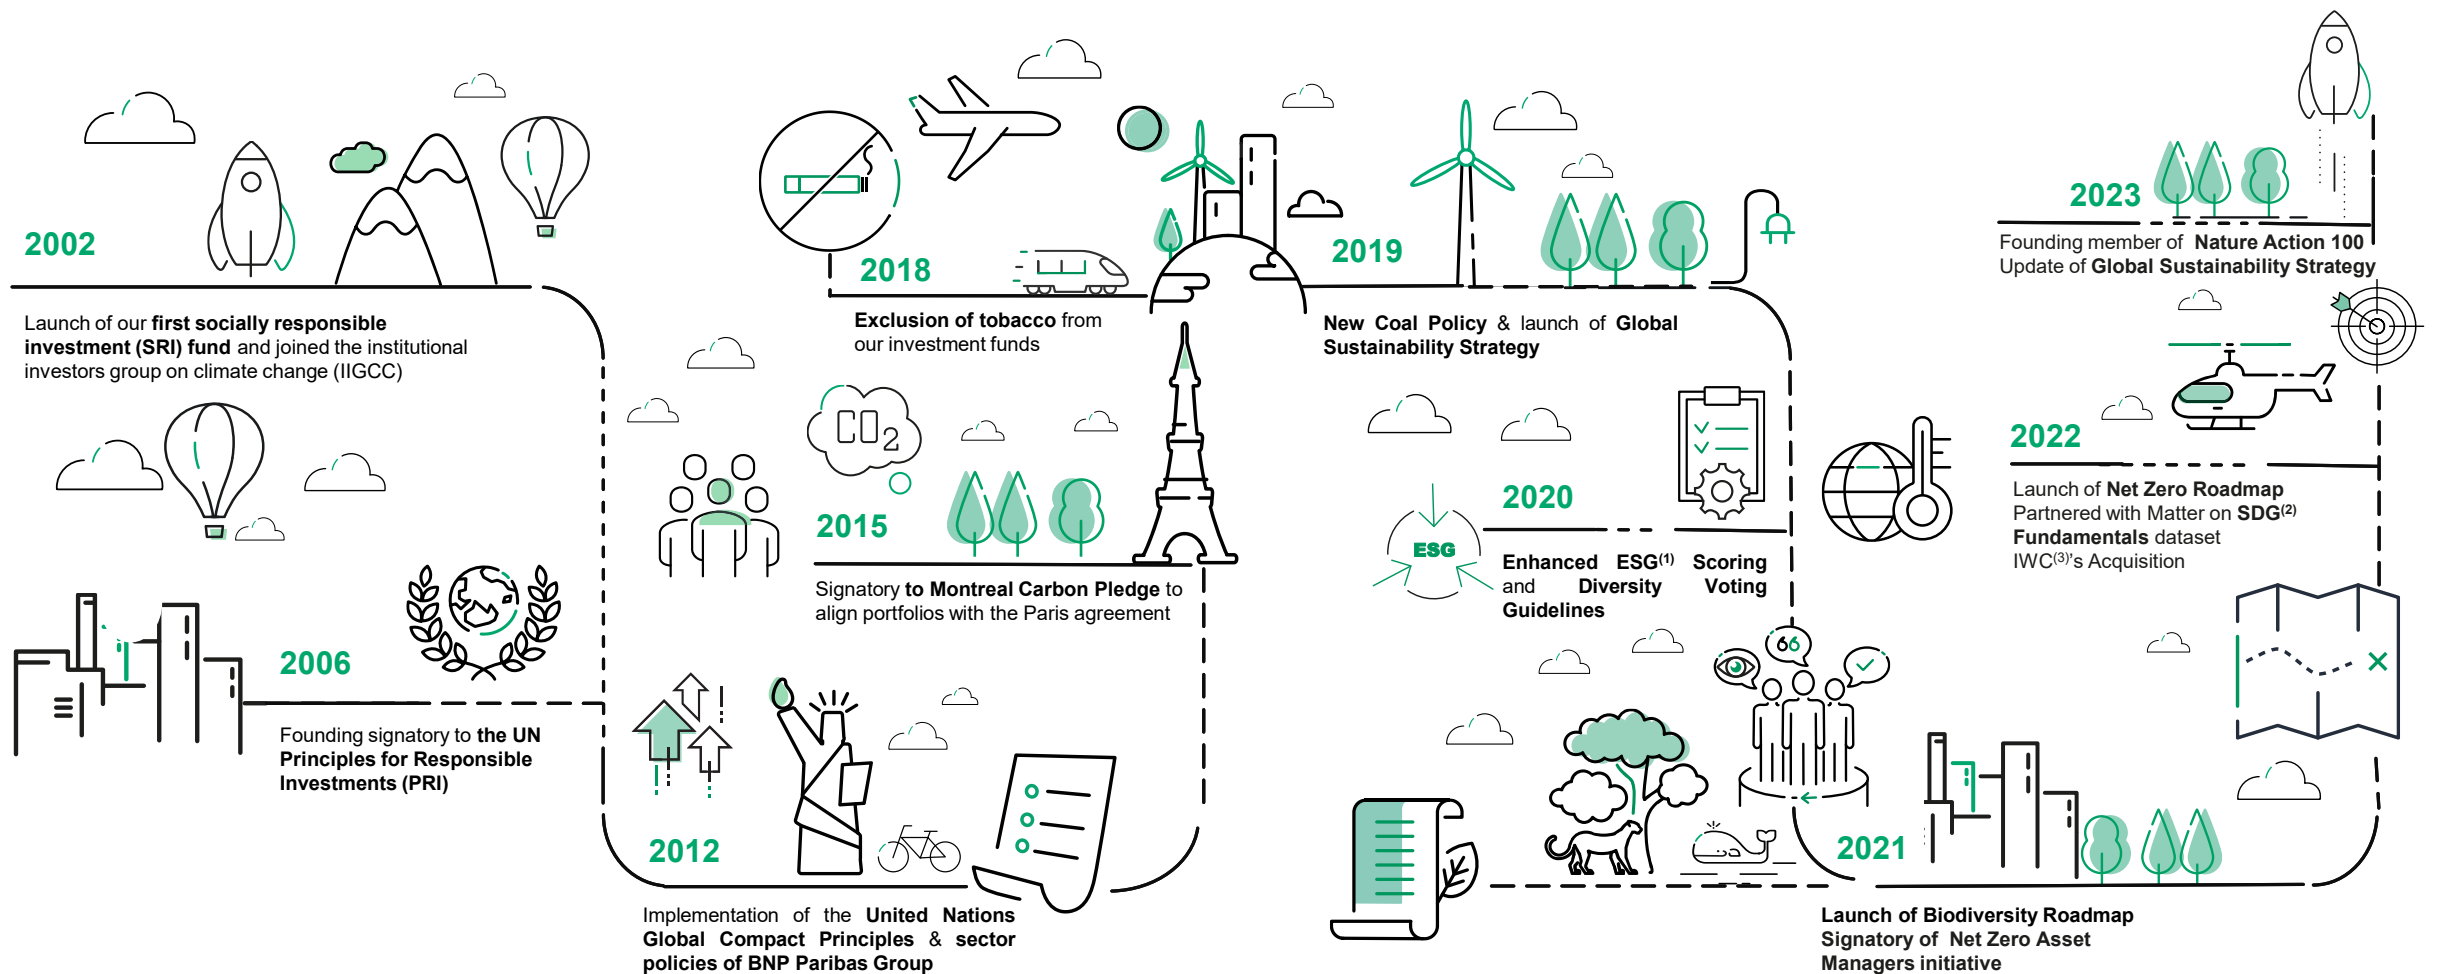 2002
Launch of our first socially responsible
investment (SRI) fund and joined the institutional
investors group on climate change (IIGCC)
2006
Founding signatory to the UN
Principles for Responsible
Investments (PRI)
2012
Implementation of the United Nations
Global Compact Principles & sector
policies of BNP Paribas Group
CO2
2015
Signatory to Montreal Carbon Pledge to
align portfolios with the Paris agreement
2018
Exclusion of tobacco from
our investment funds
2019
New Coal Policy & launch of Global
Sustainability Strategy
2020
ESG
Enhanced ESG(1) Scoring
and Diversity Voting
Guidelines
66
2021
Launch of Biodiversity Roadmap
Signatory of Net Zero Asset
Managers initiative
2022
Launch of Net Zero Roadmap
Partnered with Matter on SDG(2)
Fundamentals dataset
IWC(3)'s Acquisition
2023
Founding member of Nature Action 100
Update of Global Sustainability Strategy